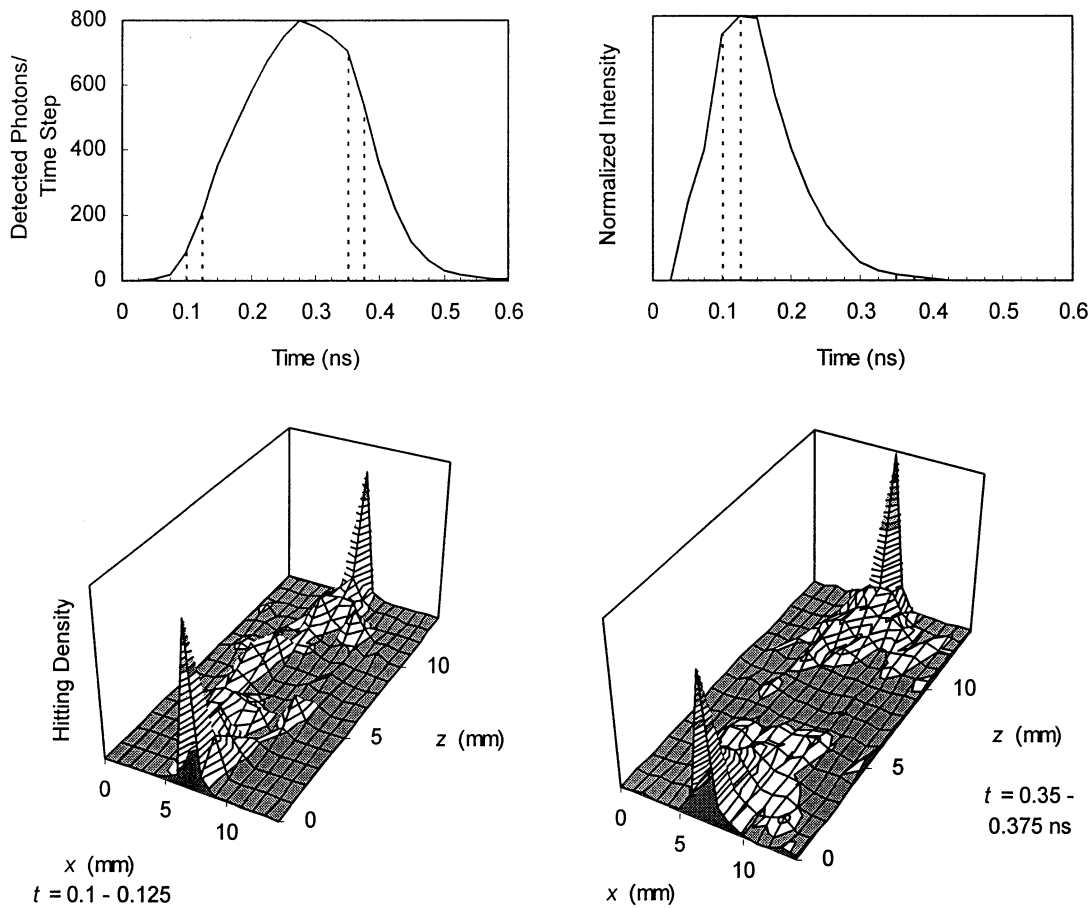 Detected Photons/
Time Step
800
600
400
200
0
0 0.1 0.2 0.3 0.4 0.5 0.6
Time (ns)
Normalized Intensity
0 0.1 0.2 0.3 0.4 0.5 0.6
Time (ns)
Hitting Density
0
5
10
x (mm)
0
5
10
z (mm)
t = 0.1 - 0.125
0
5
10
x (mm)
0
5
10
z (mm)
t = 0.35 -
0.375 ns